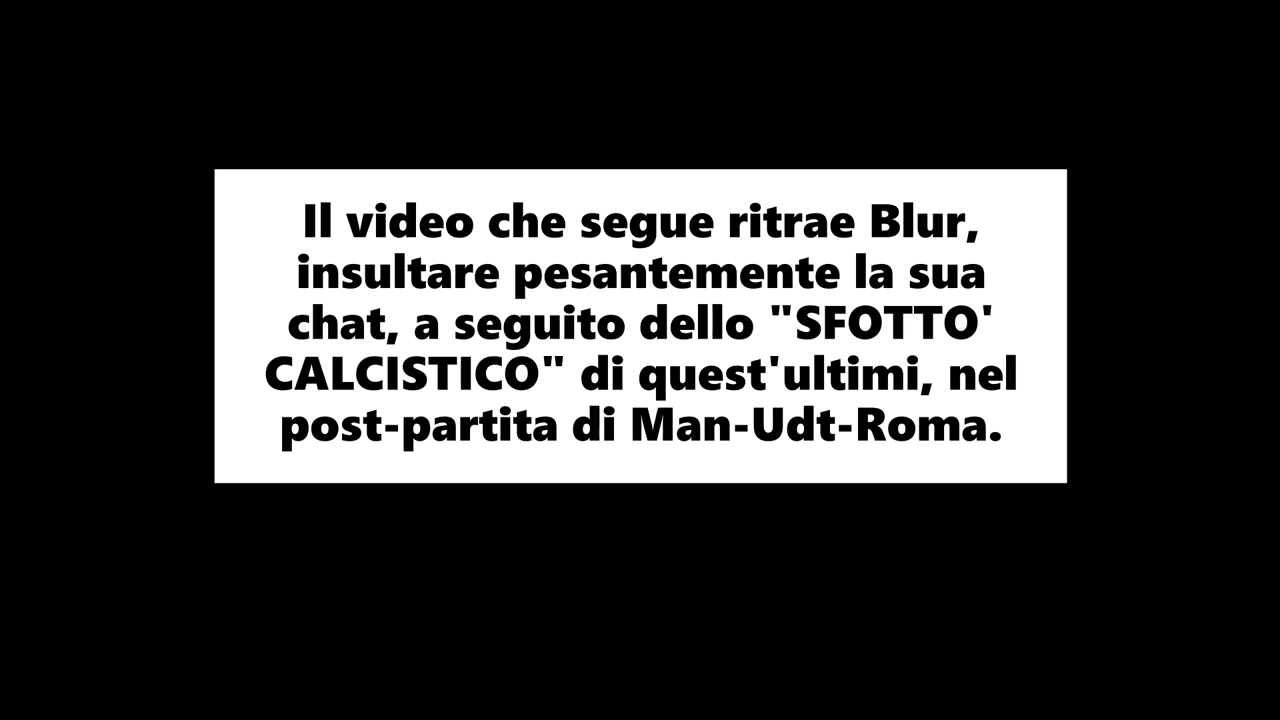 Il video che segue ritrae Blur,
insultare pesantemente la sua
chat, a seguito dello "SFOTTO'
CALCISTICO" di quest'ultimi, nel
post-partita di Man-Udt-Roma.